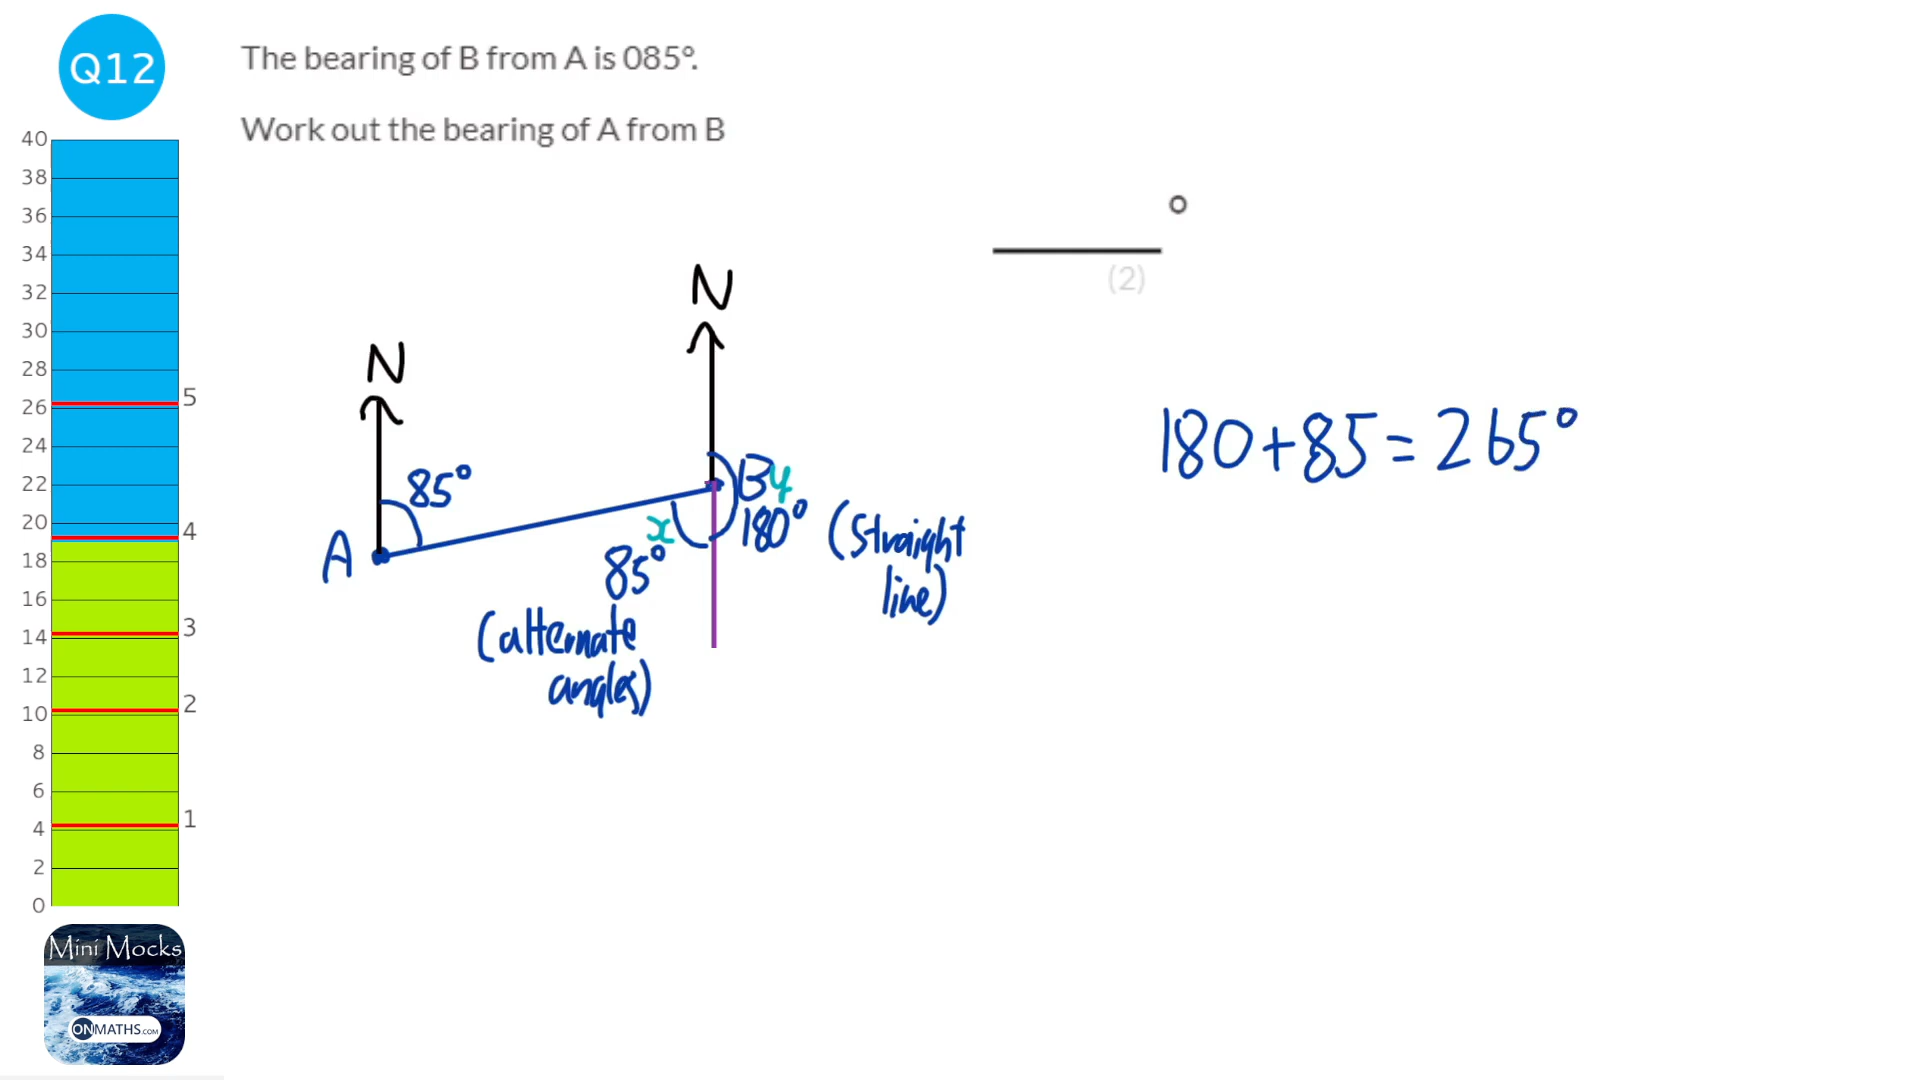 Q12
The bearing of B from A is 085°.
Work out the bearing of A from B
°
(2)
40
38
36
34
32
30
28
26
24
22
20
18
16
14
12
10
8
6
4
2
0
5
4
3
2
1
N
N
85°
A
B y
x
180°
85°
(straight
line)
(alternate
angles)
180+85=265°
Mini Mocks
ONMATHS.COM